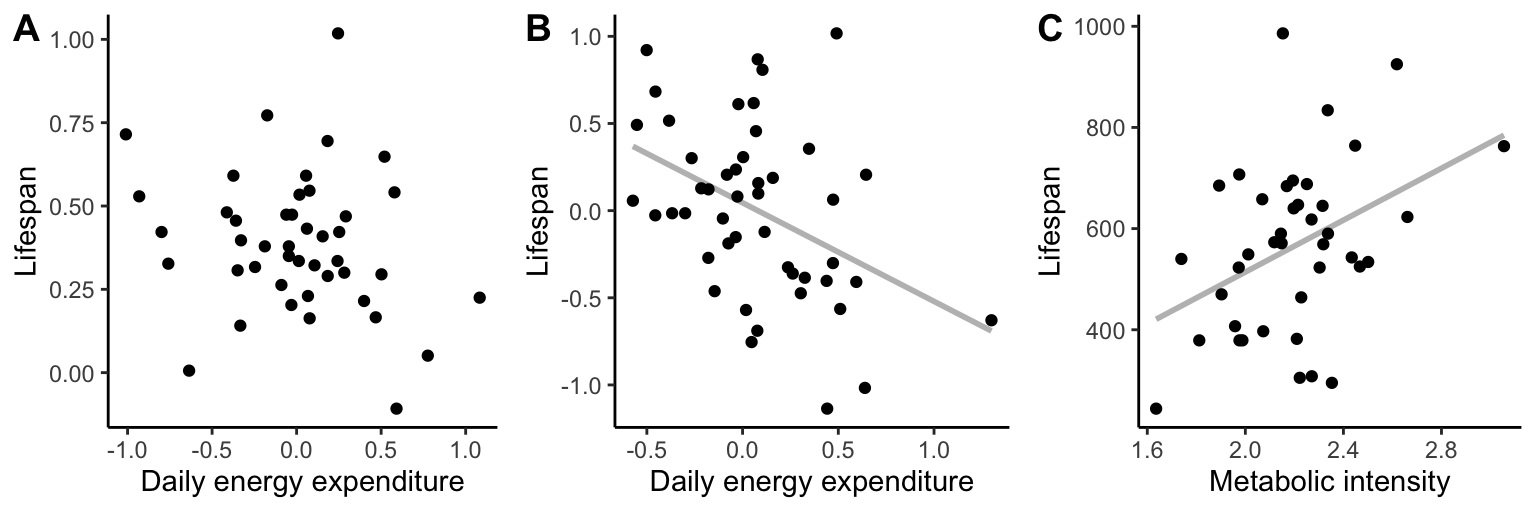 A
Lifespan
1.00
0.75
0.50
0.25
0.00
-1.0 -0.5 0.0 0.5 1.0
Daily energy expenditure
B
Lifespan
1.0
0.5
0.0
-0.5
-1.0
-0.5 0.0 0.5 1.0
Daily energy expenditure
C
Lifespan
1000
800
600
400
1.6 2.0 2.4 2.8
Metabolic intensity